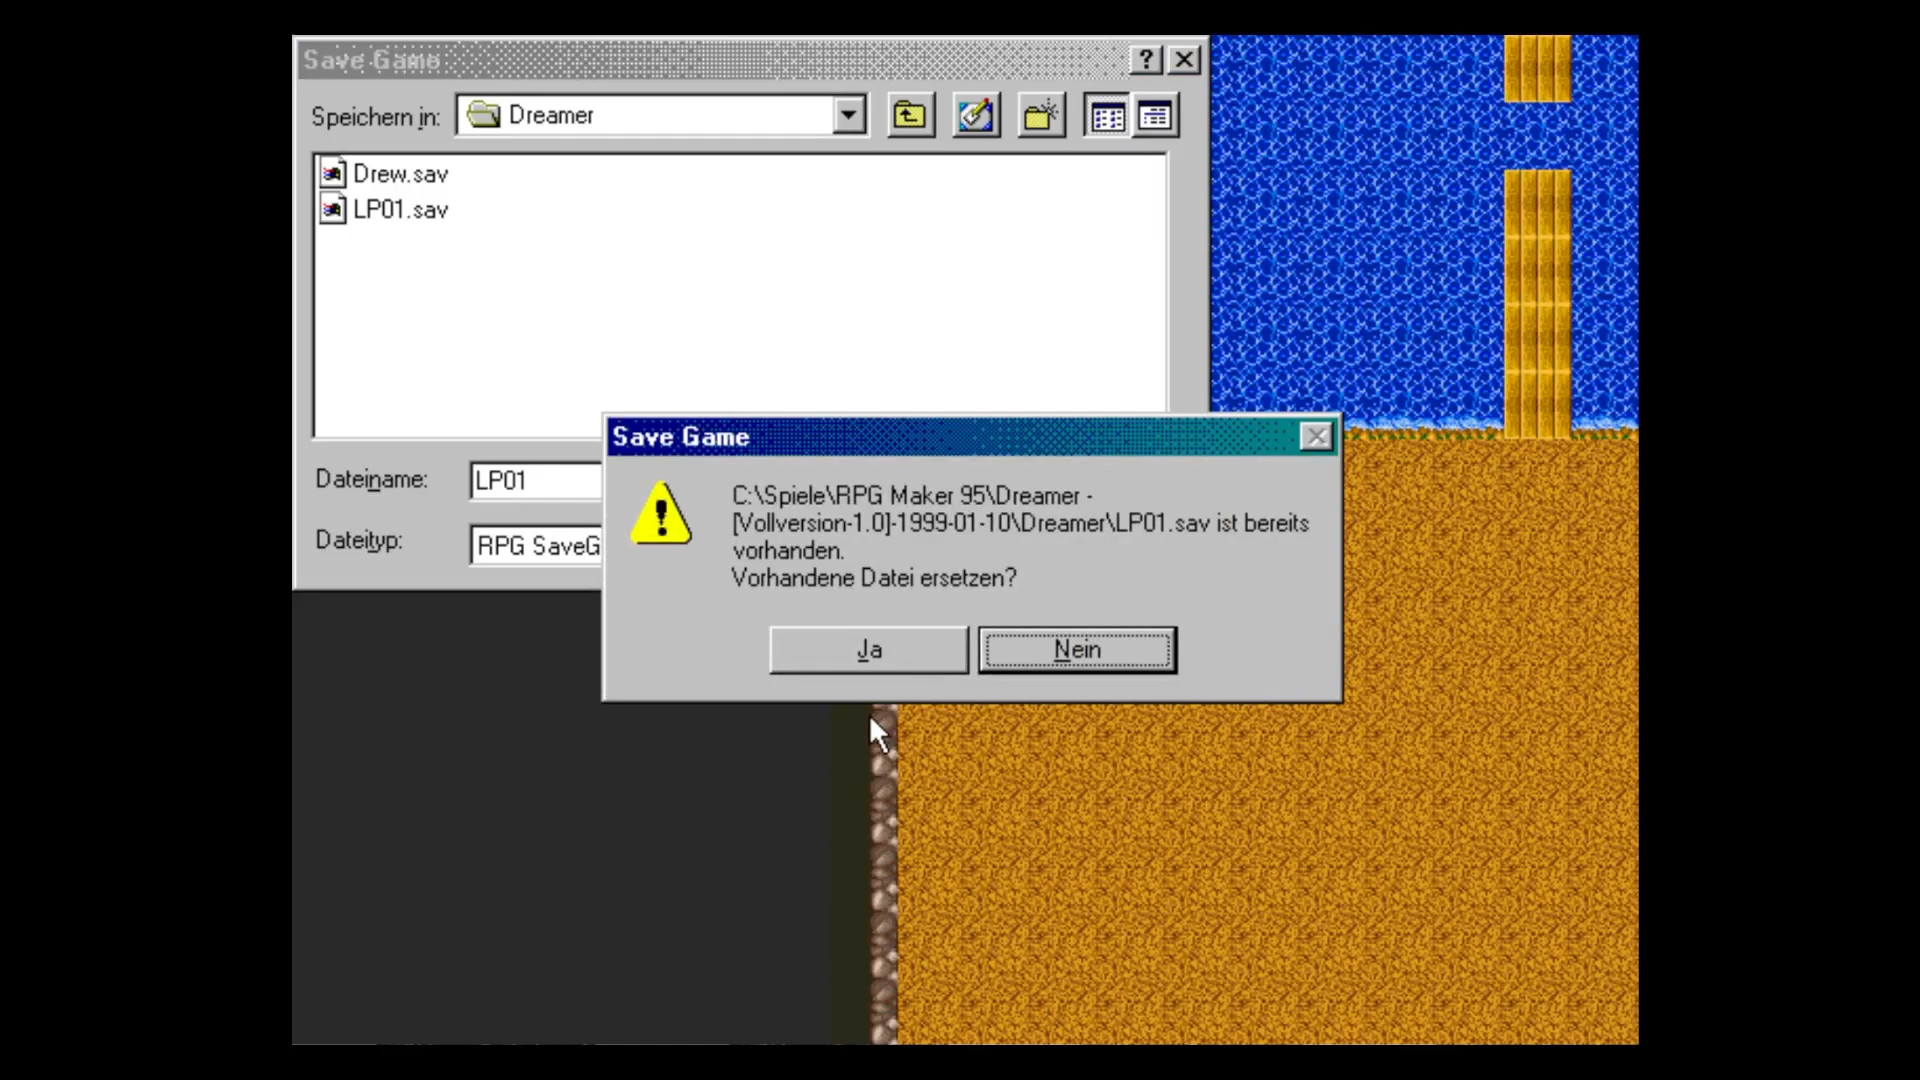 Save Game
Speichern in: Dreamer
Drew.sav
LP01.sav
Dateiname: LP01
Dateityp: RPG SaveG
Save Game
C:\Spiele\RPG Maker 95\Dreamer -
[Vollversion-1.0]-1999-01-10\Dreamer\LP01.sav ist bereits
vorhanden.
Vorhandene Datei ersetzen?
Ja Nein